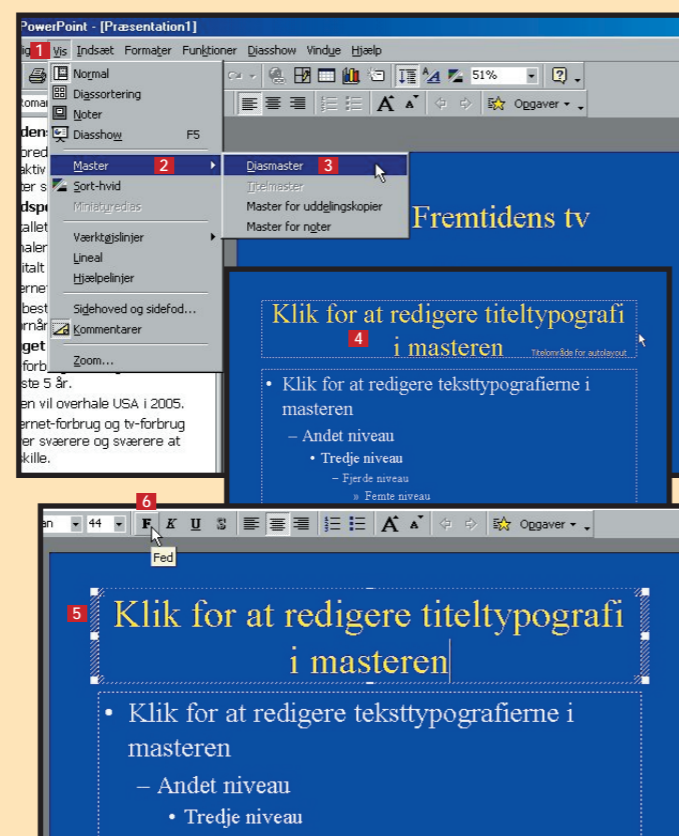 PowerPoint - [Præsentation1]
1 Vis Indsæt Formater Funktioner Diasshow Vindue Hjælp
51%
Opgaver
Normal
Diassortering
Noter
Diasshow F5
Master 2
Sort-hvid
Miniaturedias
Værktøjslinjer
Lineal
Hjælpelinjer
Sidehoved og sidefod...
Kommentarer
Zoom...
Diasmaster 3
Titelmaster
Master for uddelingskopier
Master for noter
ste 5 år.
en vil overhale USA i 2005.
ernet-forbrug og tv-forbrug
er sværere og sværere at
skille.
Fremtidens tv
Klik for at redigere titeltypografi
4
i masteren Titelområde for autolayout
• Klik for at redigere teksttypografierne i
masteren
– Andet niveau
• Tredje niveau
– Fjerde niveau
» Femte niveau
6
an 44 F K U S Opgaver
Fed
5 Klik for at redigere titeltypografi
i masteren
• Klik for at redigere teksttypografierne i
masteren
– Andet niveau
• Tredje niveau